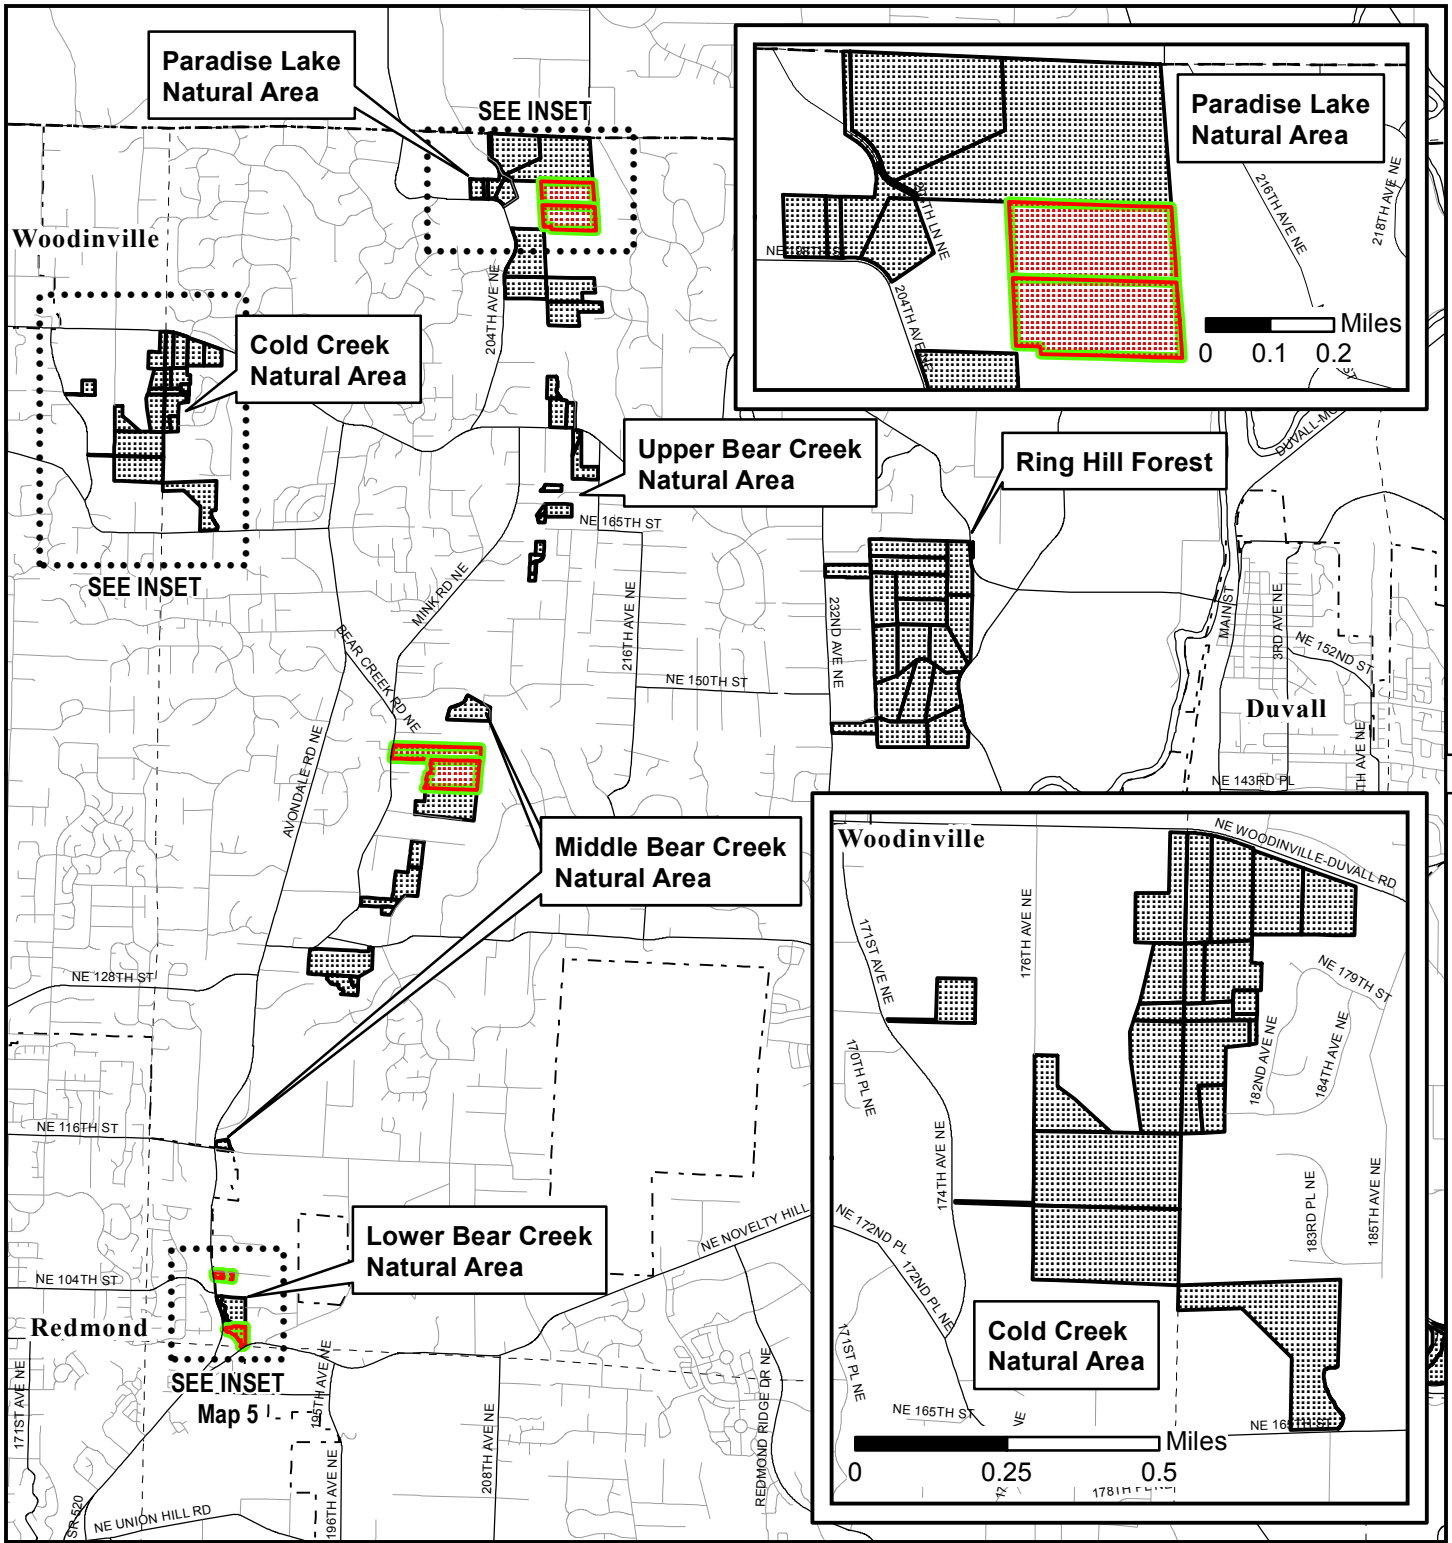 Paradise Lake
Natural Area
SEE INSET
Woodinville
204TH AVE NE
Cold Creek
Natural Area
SEE INSET
Upper Bear Creek
Natural Area
Ring Hill Forest
NE 165TH ST
MINK RD NE
BEAR CREEK RD NE
216TH AVE NE
NE 150TH ST
232ND AVE NE
AVONDALE RD NE
MAIN ST
3RD AVE NE
NE 152ND ST
Duvall
NE 143RD PL
Middle Bear Creek
Natural Area
NE 128TH ST
NE 116TH ST
Lower Bear Creek
Natural Area
NE 104TH ST
Redmond
SEE INSET
Map 5
171ST AVE NE
195TH AVE NE
196TH AVE NE
208TH AVE NE
NE NOVELTY HILL
REDMOND RIDGE DR NE
SR 520
NE UNION HILL RD
Paradise Lake
Natural Area
216TH AVE NE
218TH AVE NE
204TH AVE NE
Miles
0 0.1 0.2
Woodinville
NE WOODINVILLE-DUVALL RD
171ST AVE NE
176TH AVE NE
NE 179TH ST
182ND AVE NE
184TH AVE NE
170TH PL NE
174TH AVE NE
183RD PL NE
185TH AVE NE
NE 172ND PL
172ND PL NE
171ST PL NE
Cold Creek
Natural Area
NE 165TH ST
NE 165TH ST
Miles
0 0.25 0.5